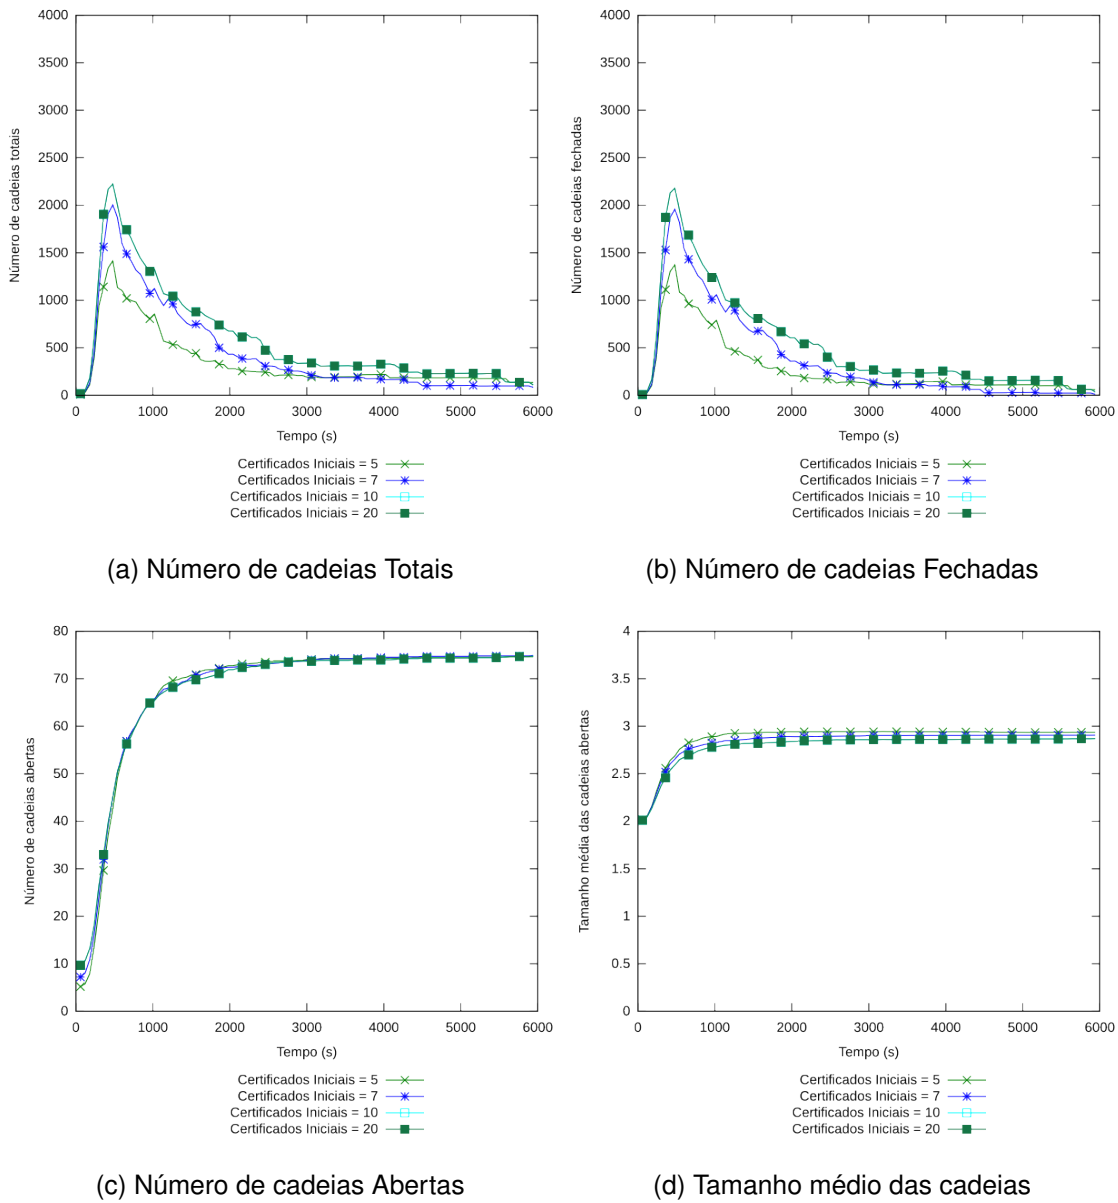 4000
3500
3000
2500
2000
1500
1000
500
0
Número de cadeias totais
0 1000 2000 3000 4000 5000 6000
Tempo (s)
Certificados Iniciais = 5
Certificados Iniciais = 7
Certificados Iniciais = 10
Certificados Iniciais = 20
(a) Número de cadeias Totais
4000
3500
3000
2500
2000
1500
1000
500
0
Número de cadeias fechadas
0 1000 2000 3000 4000 5000 6000
Tempo (s)
Certificados Iniciais = 5
Certificados Iniciais = 7
Certificados Iniciais = 10
Certificados Iniciais = 20
(b) Número de cadeias Fechadas
80
70
60
50
40
30
20
10
0
Número de cadeias abertas
0 1000 2000 3000 4000 5000 6000
Tempo (s)
Certificados Iniciais = 5
Certificados Iniciais = 7
Certificados Iniciais = 10
Certificados Iniciais = 20
(c) Número de cadeias Abertas
4
3.5
3
2.5
2
1.5
1
0.5
0
Tamanho média das cadeias abertas
0 1000 2000 3000 4000 5000 6000
Tempo (s)
Certificados Iniciais = 5
Certificados Iniciais = 7
Certificados Iniciais = 10
Certificados Iniciais = 20
(d) Tamanho médio das cadeias